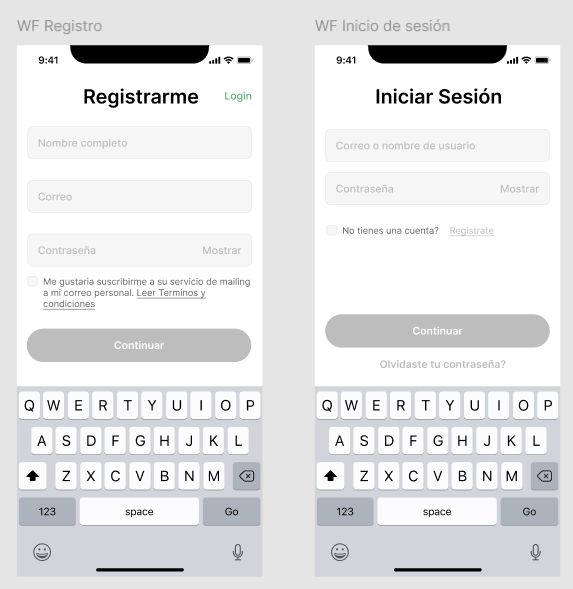 WF Registro
9:41
Registrarme
Login
Nombre completo
Correo
Contraseña
Mostrar
Me gustaria suscribirme a su servicio de mailing
a mi correo personal. Leer Terminos y
condiciones
Continuar
Q W E R T Y U I O P
A S D F G H J K L
Z X C V B N M
123 space Go
WF Inicio de sesión
9:41
Iniciar Sesión
Correo o nombre de usuario
Contraseña
Mostrar
No tienes una cuenta? Registrate
Continuar
Olvidaste tu contraseña?
Q W E R T Y U I O P
A S D F G H J K L
Z X C V B N M
123 space Go